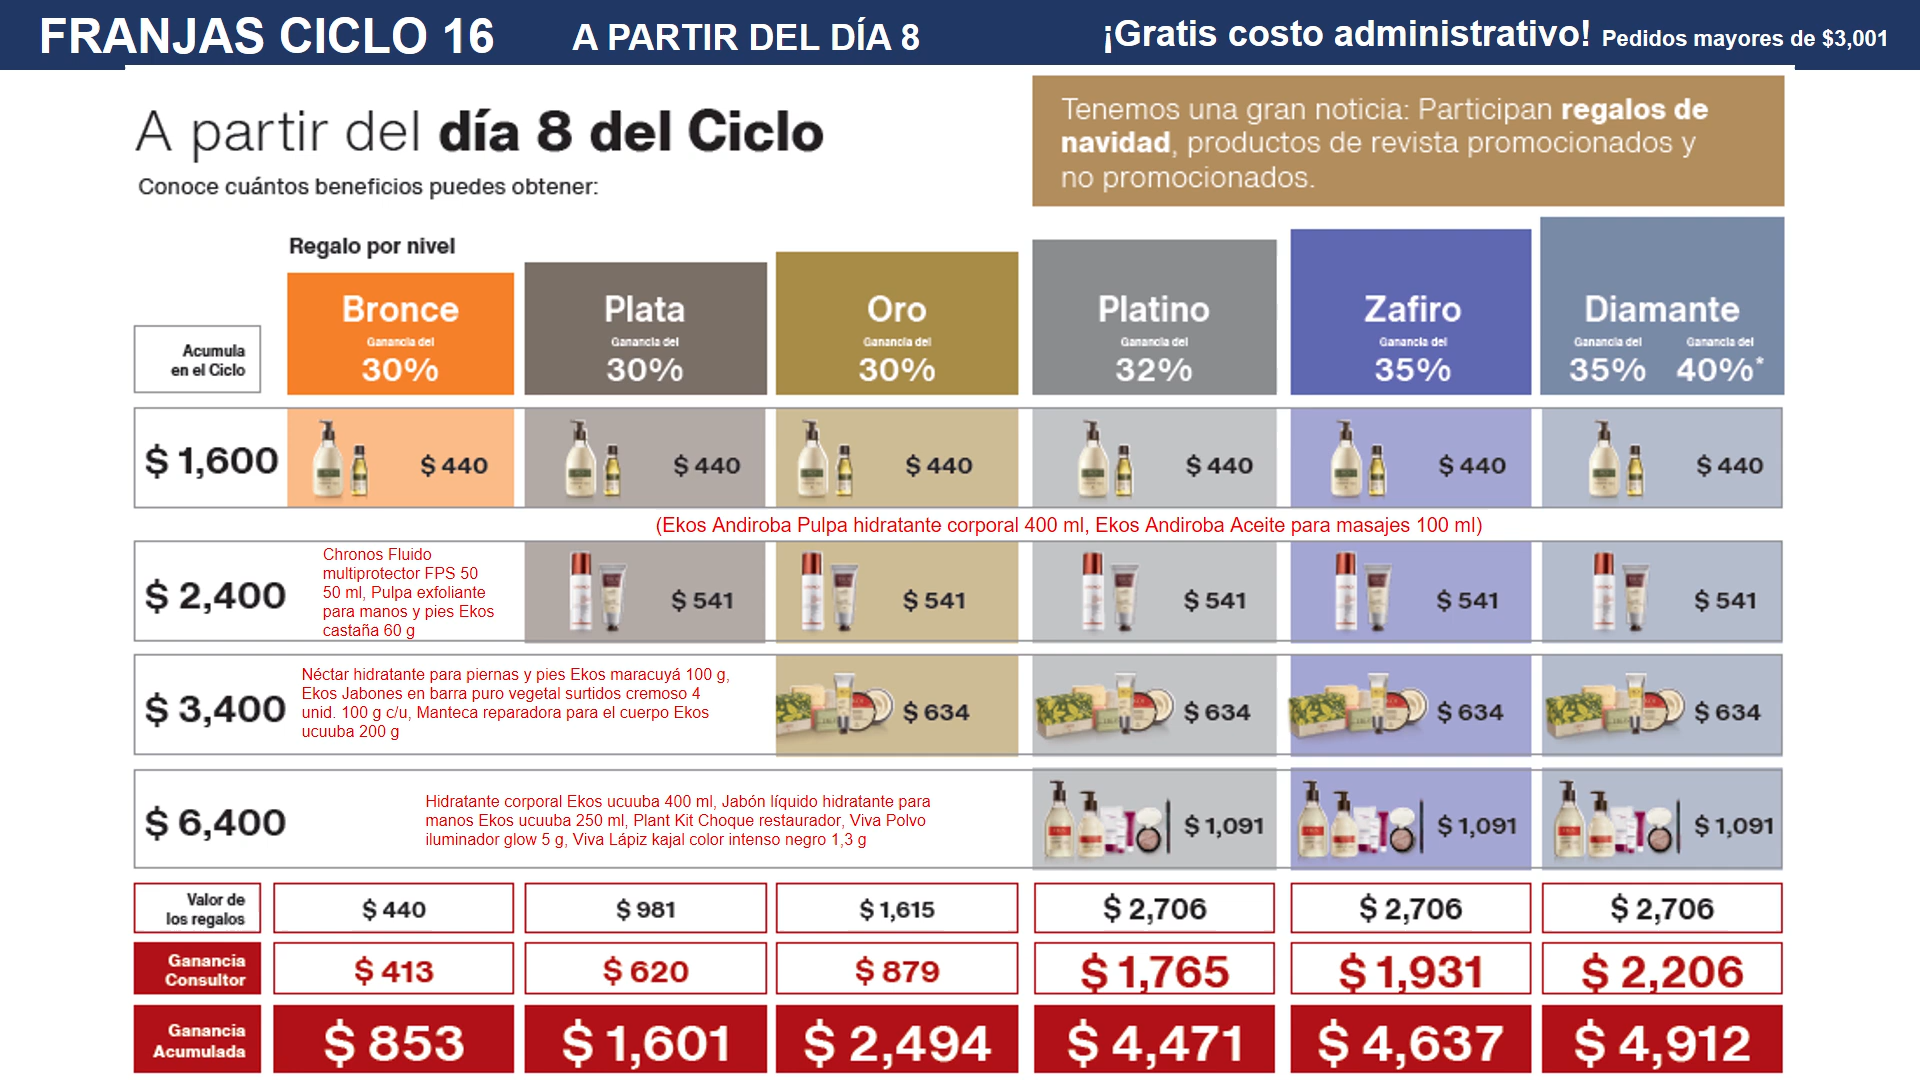 FRANJAS CICLO 16
A PARTIR DEL DÍA 8
¡Gratis costo administrativo! Pedidos mayores de $3,001
A partir del día 8 del Ciclo
Conoce cuántos beneficios puedes obtener:
Tenemos una gran noticia: Participan regalos de
navidad, productos de revista promocionados y
no promocionados.
Regalo por nivel
Acumula
en el Ciclo
Bronce
Ganancia del
30%
Plata
Ganancia del
30%
Oro
Ganancia del
30%
Platino
Ganancia del
32%
Zafiro
Ganancia del
35%
Diamante
Ganancia del Ganancia del
35% 40%*
$ 1,600 $ 440 $ 440 $ 440 $ 440 $ 440 $ 440
(Ekos Andiroba Pulpa hidratante corporal 400 ml, Ekos Andiroba Aceite para masajes 100 ml)
$ 2,400
Chronos Fluido
multiprotector FPS 50
50 ml, Pulpa exfoliante
para manos y pies Ekos
castaña 60 g
$ 541 $ 541 $ 541 $ 541 $ 541
$ 3,400
Néctar hidratante para piernas y pies Ekos maracuyá 100 g,
Ekos Jabones en barra puro vegetal surtidos cremoso 4
unid. 100 g c/u, Manteca reparadora para el cuerpo Ekos
ucuuba 200 g
$ 634 $ 634 $ 634 $ 634
$ 6,400
Hidratante corporal Ekos ucuuba 400 ml, Jabón líquido hidratante para
manos Ekos ucuuba 250 ml, Plant Kit Choque restaurador, Viva Polvo
iluminador glow 5 g, Viva Lápiz kajal color intenso negro 1,3 g
$ 1,091 $ 1,091 $ 1,091
Valor de
los regalos
$ 440 $ 981 $ 1,615 $ 2,706 $ 2,706 $ 2,706
Ganancia
Consultor
$ 413 $ 620 $ 879 $ 1,765 $ 1,931 $ 2,206
Ganancia
Acumulada
$ 853 $ 1,601 $ 2,494 $ 4,471 $ 4,637 $ 4,912